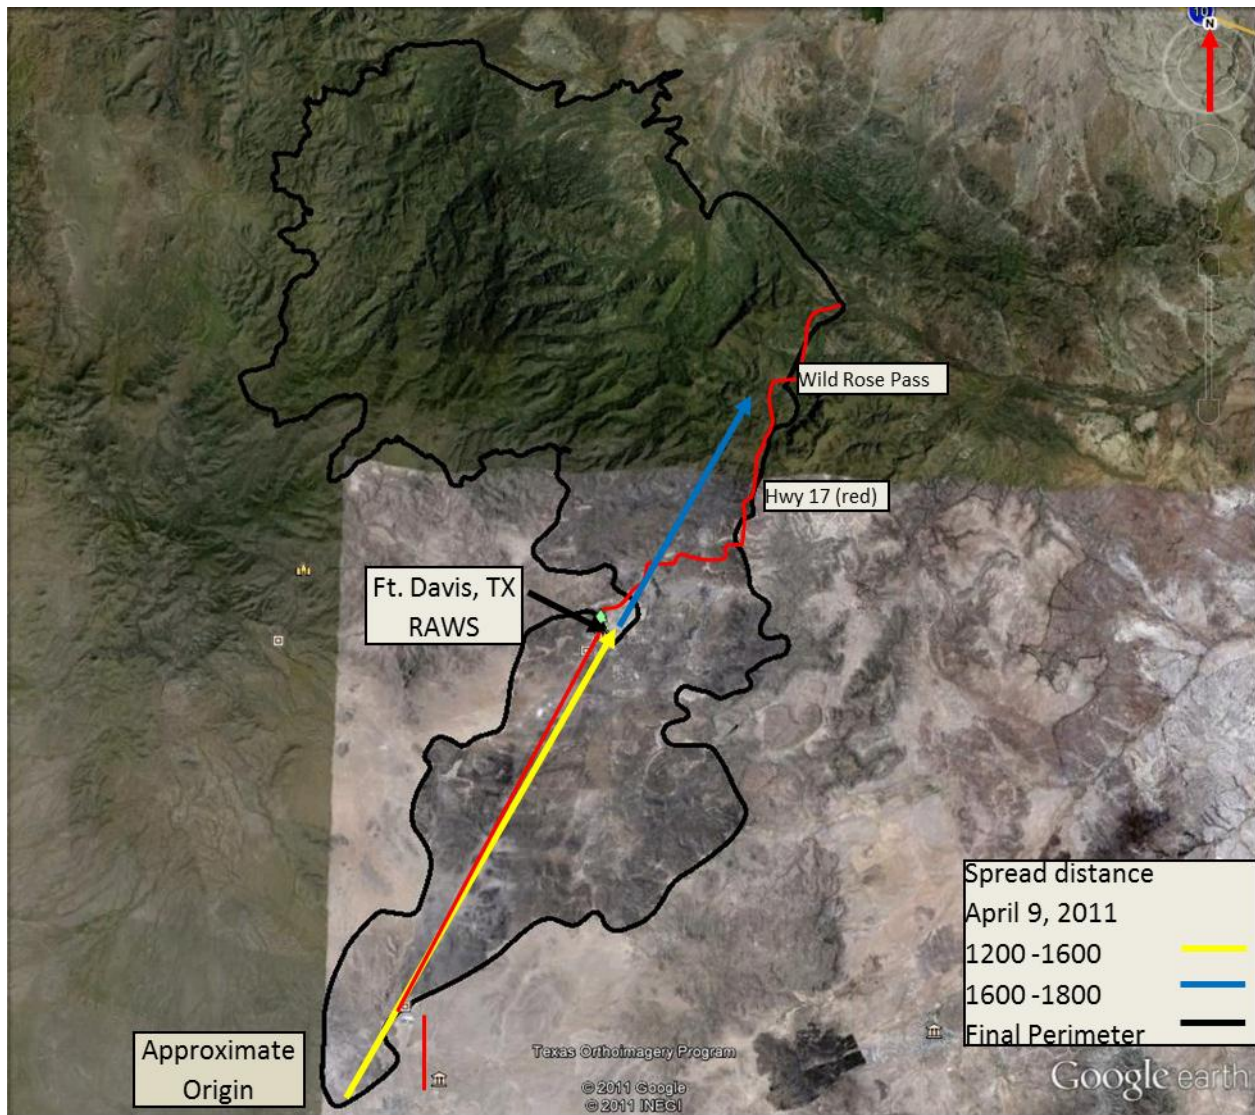 10
N
Wild Rose Pass
Hwy 17 (red)
Ft. Davis, TX
RAWS
Spread distance
April 9, 2011
1200 -1600
1600 -1800
Final Perimeter
Approximate
Origin
Texas Orthoimagery Program
© 2011 Google
© 2011 INEGI
Google earth